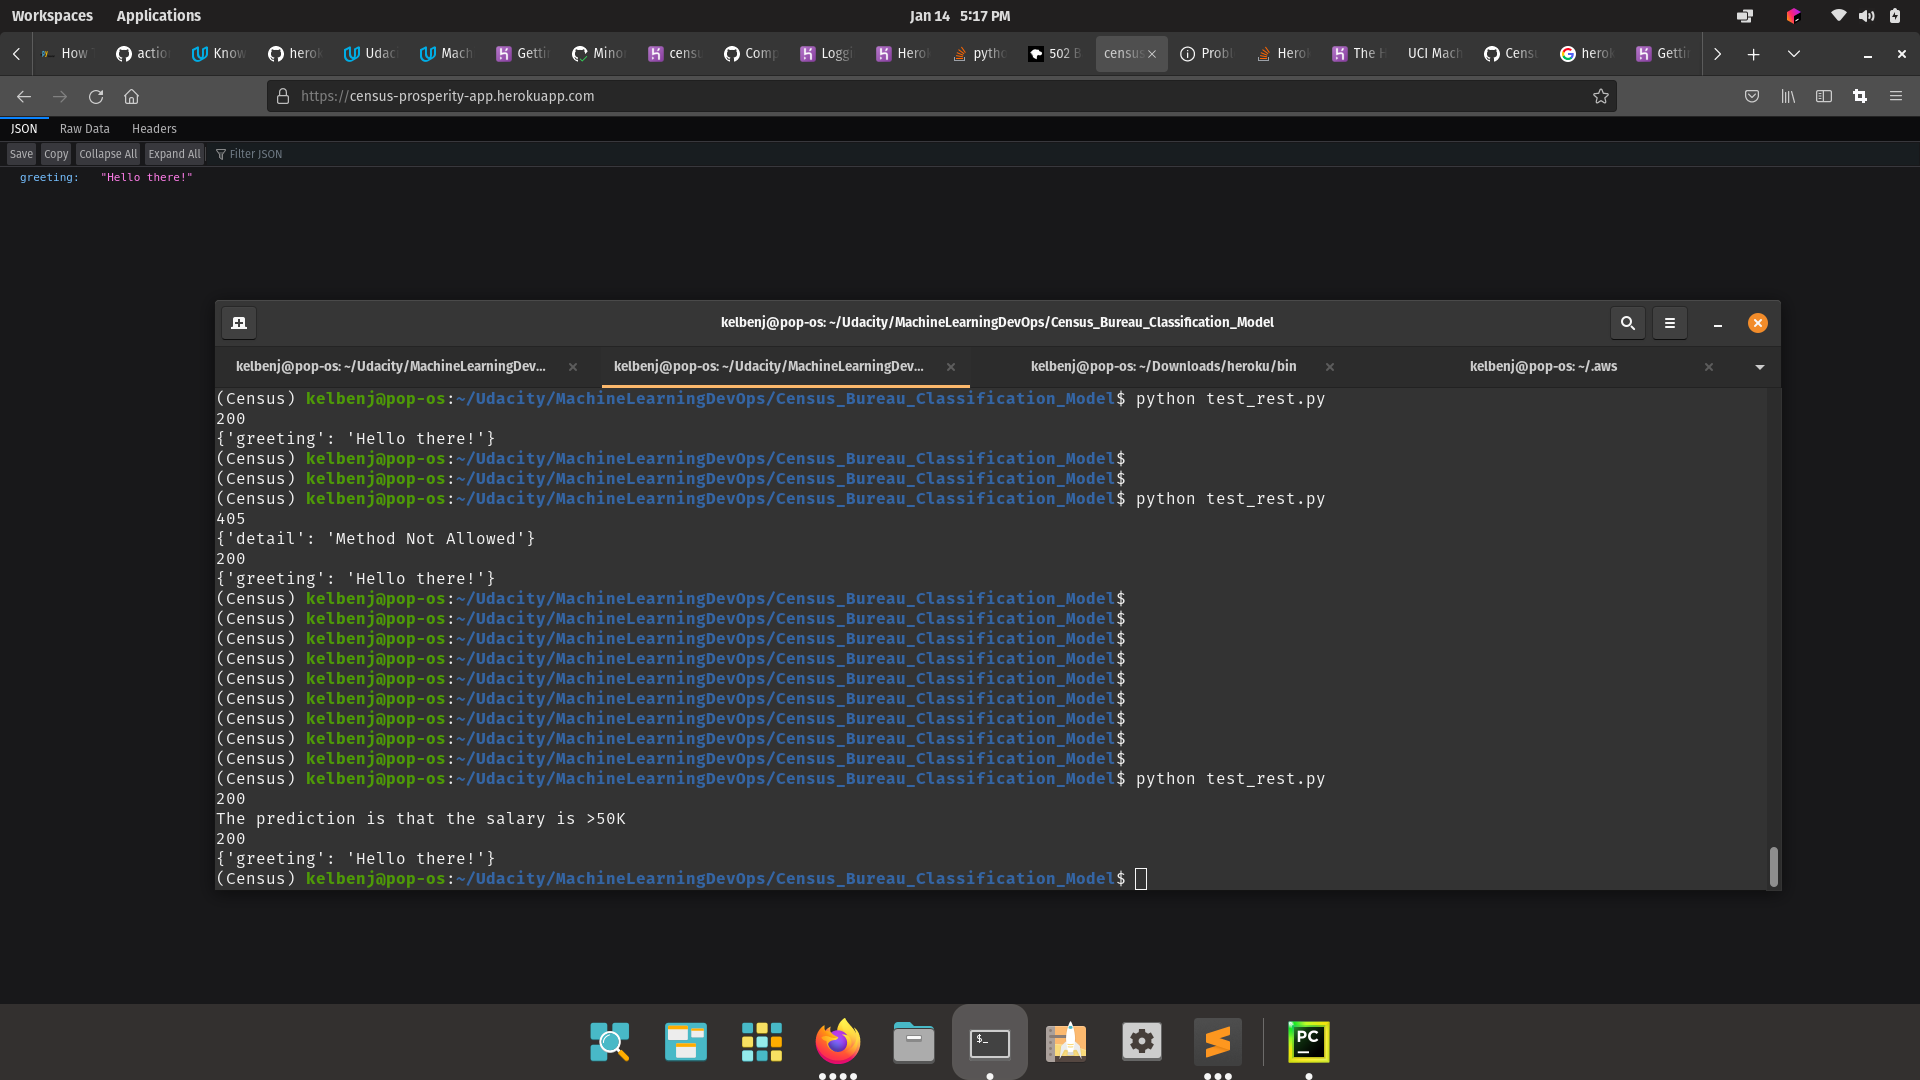 Workspaces Applications Jan 14 5:17 PM
How actio Know herok Udac Mach Getti Mino cens Comp Loggi Hero pytho 502 B census Probl Hero The H UCI Mach Cens herok Getti
https://census-prosperity-app.herokuapp.com
JSON Raw Data Headers
Save Copy Collapse All Expand All Filter JSON
greeting: "Hello there!"
kelbenj@pop-os: ~/Udacity/MachineLearningDevOps/Census_Bureau_Classification_Model
kelbenj@pop-os: ~/Udacity/MachineLearningDev... kelbenj@pop-os: ~/Udacity/MachineLearningDev... kelbenj@pop-os: ~/Downloads/heroku/bin kelbenj@pop-os: ~/.aws
(Census) kelbenj@pop-os:~/Udacity/MachineLearningDevOps/Census_Bureau_Classification_Model$ python test_rest.py
200
{'greeting': 'Hello there!'}
(Census) kelbenj@pop-os:~/Udacity/MachineLearningDevOps/Census_Bureau_Classification_Model$
(Census) kelbenj@pop-os:~/Udacity/MachineLearningDevOps/Census_Bureau_Classification_Model$
(Census) kelbenj@pop-os:~/Udacity/MachineLearningDevOps/Census_Bureau_Classification_Model$ python test_rest.py
405
{'detail': 'Method Not Allowed'}
200
{'greeting': 'Hello there!'}
(Census) kelbenj@pop-os:~/Udacity/MachineLearningDevOps/Census_Bureau_Classification_Model$
(Census) kelbenj@pop-os:~/Udacity/MachineLearningDevOps/Census_Bureau_Classification_Model$
(Census) kelbenj@pop-os:~/Udacity/MachineLearningDevOps/Census_Bureau_Classification_Model$
(Census) kelbenj@pop-os:~/Udacity/MachineLearningDevOps/Census_Bureau_Classification_Model$
(Census) kelbenj@pop-os:~/Udacity/MachineLearningDevOps/Census_Bureau_Classification_Model$
(Census) kelbenj@pop-os:~/Udacity/MachineLearningDevOps/Census_Bureau_Classification_Model$
(Census) kelbenj@pop-os:~/Udacity/MachineLearningDevOps/Census_Bureau_Classification_Model$
(Census) kelbenj@pop-os:~/Udacity/MachineLearningDevOps/Census_Bureau_Classification_Model$
(Census) kelbenj@pop-os:~/Udacity/MachineLearningDevOps/Census_Bureau_Classification_Model$
(Census) kelbenj@pop-os:~/Udacity/MachineLearningDevOps/Census_Bureau_Classification_Model$ python test_rest.py
200
The prediction is that the salary is >50K
200
{'greeting': 'Hello there!'}
(Census) kelbenj@pop-os:~/Udacity/MachineLearningDevOps/Census_Bureau_Classification_Model$
$_
PC